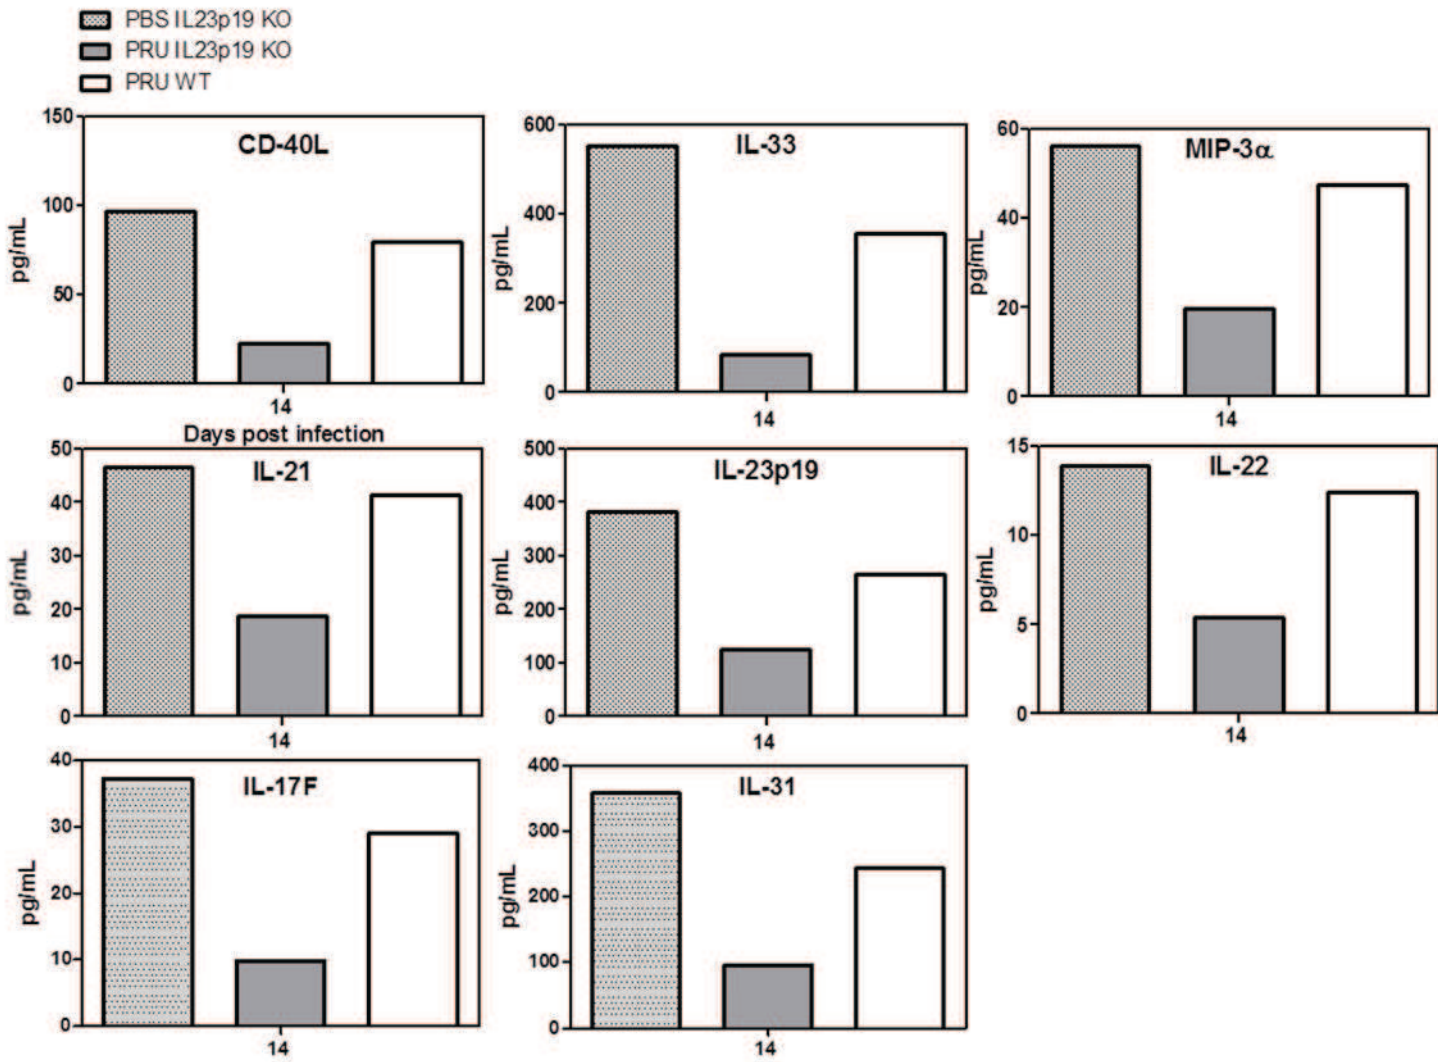 PBS IL23p19 KO
PRU IL23p19 KO
PRU WT
CD-40L
150
100
50
0
pg/mL
14
Days post infection
IL-33
600
400
200
0
pg/mL
14
MIP-3α
60
40
20
0
pg/mL
14
IL-21
50
40
30
20
10
0
pg/mL
14
IL-23p19
500
400
300
200
100
0
pg/mL
14
IL-22
15
10
5
0
pg/mL
14
IL-17F
40
30
20
10
0
pg/mL
14
IL-31
400
300
200
100
0
pg/mL
14